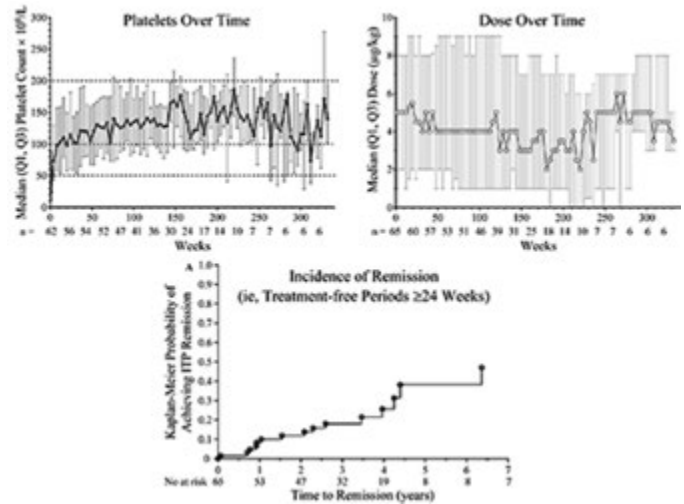 Platelets Over Time
Median (Q1, Q3) Platelet Count × 10⁹/L
300
250
200
150
100
50
0
0 50 100 150 200 250 300
n = 62 56 54 52 47 41 36 30 24 17 14 10 7 7 6 6 6
Weeks
Dose Over Time
Median (Q1, Q3) Dose (µg/kg)
10
8
6
4
2
0
0 50 100 150 200 250 300
n = 65 60 57 53 51 46 39 31 25 18 14 10 7 7 6 6 6
Weeks
A
Incidence of Remission
(ie, Treatment-free Periods ≥24 Weeks)
Kaplan-Meier Probability of
Achieving ITP Remission
1.0
0.9
0.8
0.7
0.6
0.5
0.4
0.3
0.2
0.1
0
0 1 2 3 4 5 6 7
No at risk 65 53 47 32 19 8 8 7
Time to Remission (years)